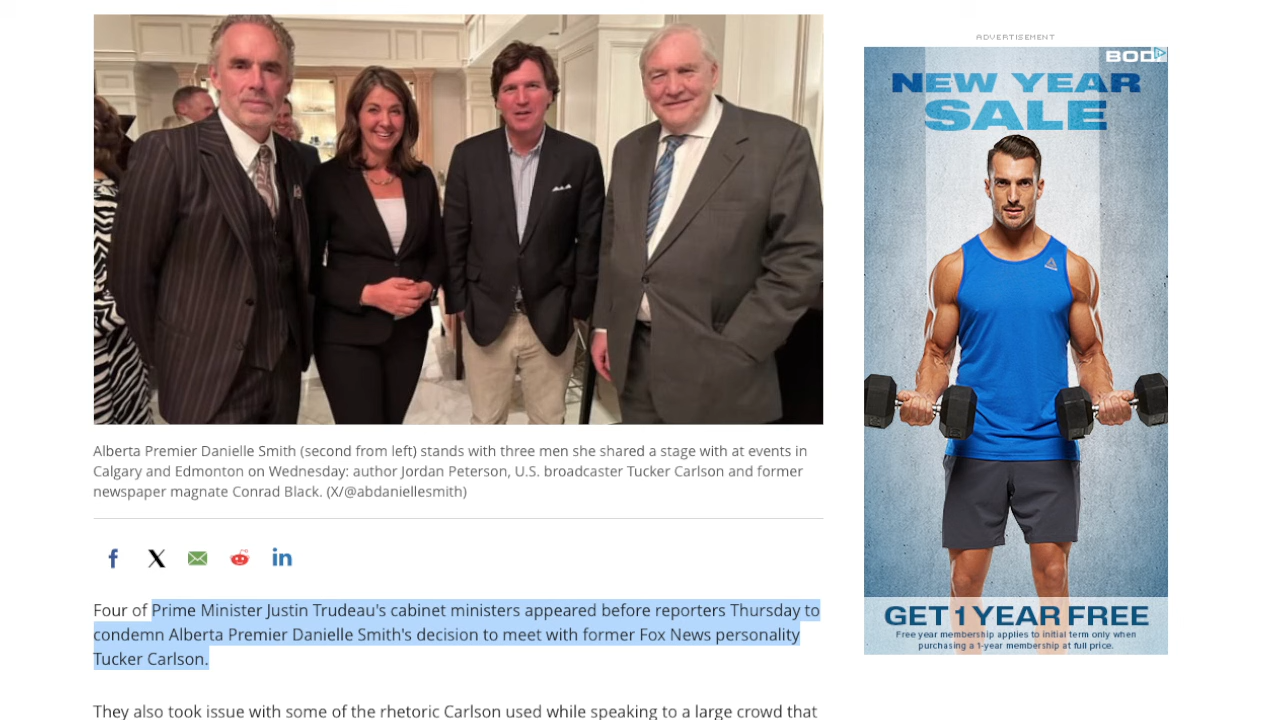 Alberta Premier Danielle Smith (second from left) stands with three men she shared a stage with at events in
Calgary and Edmonton on Wednesday: author Jordan Peterson, U.S. broadcaster Tucker Carlson and former
newspaper magnate Conrad Black. (X/@abdaniellesmith)
Four of Prime Minister Justin Trudeau's cabinet ministers appeared before reporters Thursday to
condemn Alberta Premier Danielle Smith's decision to meet with former Fox News personality
Tucker Carlson.
They also took issue with some of the rhetoric Carlson used while speaking to a large crowd that
ADVERTISEMENT
BOD
NEW YEAR
SALE
GET 1 YEAR FREE
Free year membership applies to initial term only when
purchasing a 1-year membership at full price.